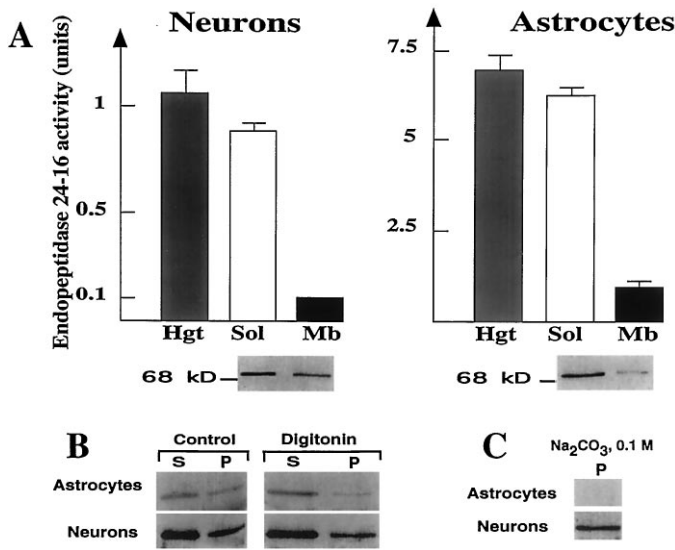 A
Neurons
Astrocytes
Endopeptidase 24-16 activity (units)
1
0.5
0.1
7.5
5
2.5
Hgt Sol Mb
Hgt Sol Mb
68 kD
68 kD
B
Control Digitonin
S P S P
Astrocytes
Neurons
C
Na2CO3, 0.1 M
P
Astrocytes
Neurons